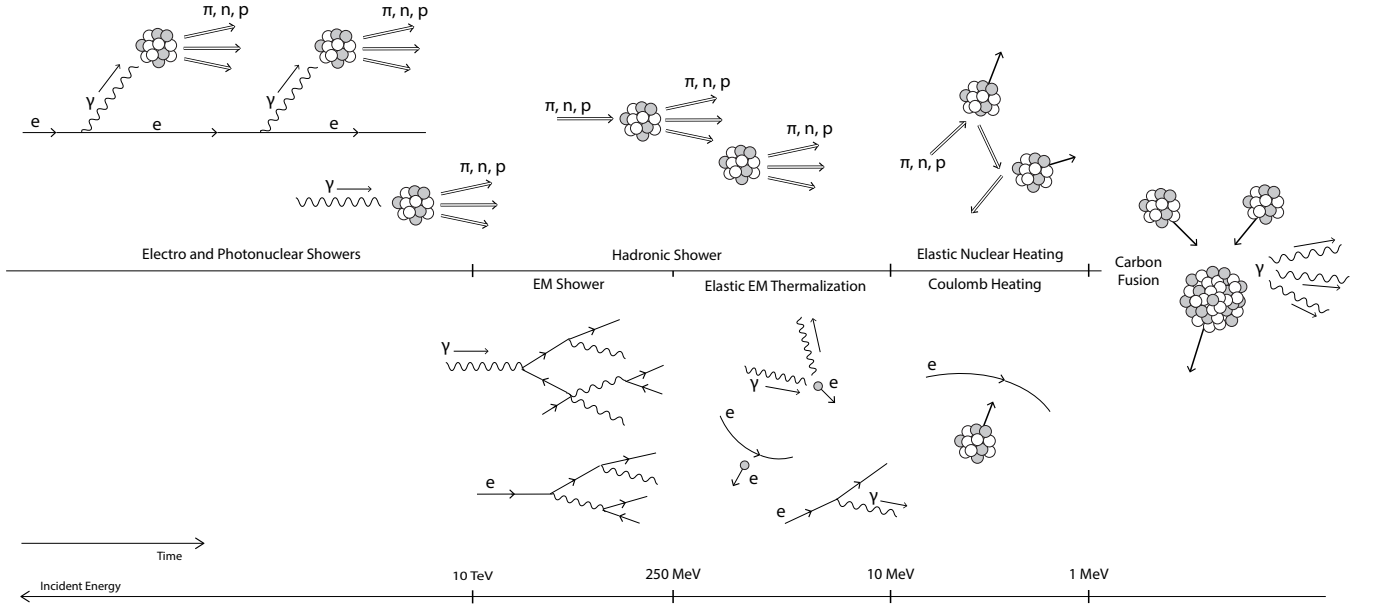 π, n, p
π, n, p
γ
γ
e
e
e
γ
π, n, p
π, n, p
π, n, p
π, n, p
π, n, p
Electro and Photonuclear Showers
Hadronic Shower
Elastic Nuclear Heating
Carbon
Fusion
γ
EM Shower
Elastic EM Thermalization
Coulomb Heating
γ
γ
e
e
e
e
e
e
γ
Time
Incident Energy
10 TeV
250 MeV
10 MeV
1 MeV